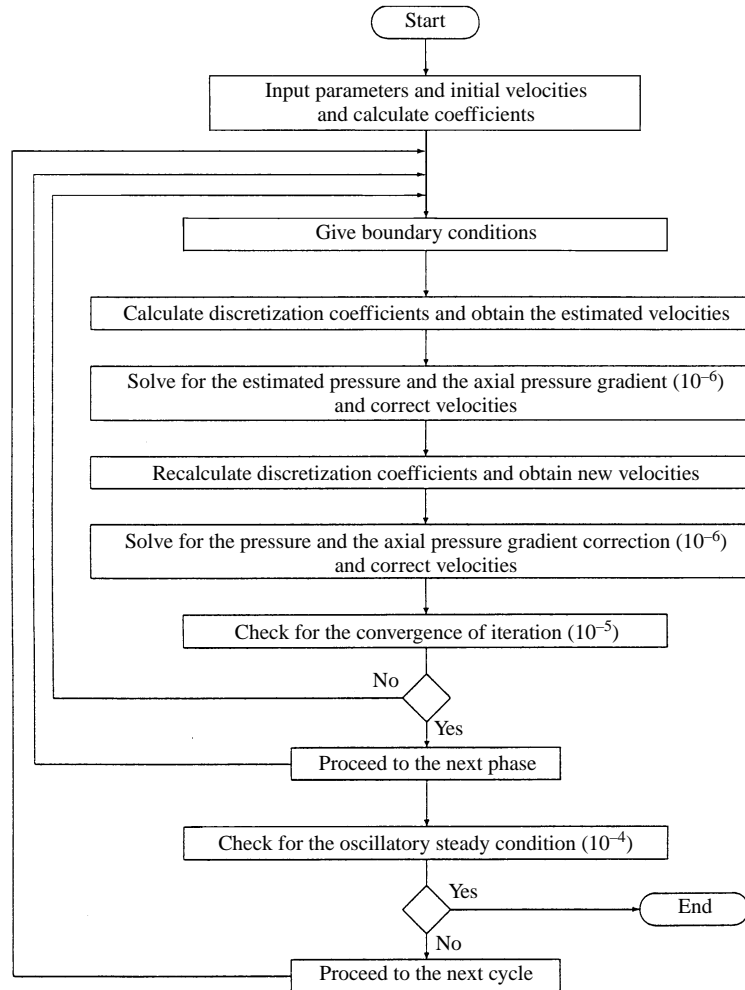 Start
Input parameters and initial velocities
and calculate coefficients
Give boundary conditions
Calculate discretization coefficients and obtain the estimated velocities
Solve for the estimated pressure and the axial pressure gradient (10⁻⁶)
and correct velocities
Recalculate discretization coefficients and obtain new velocities
Solve for the pressure and the axial pressure gradient correction (10⁻⁶)
and correct velocities
Check for the convergence of iteration (10⁻⁵)
No
Yes
Proceed to the next phase
Check for the oscillatory steady condition (10⁻⁴)
Yes
End
No
Proceed to the next cycle